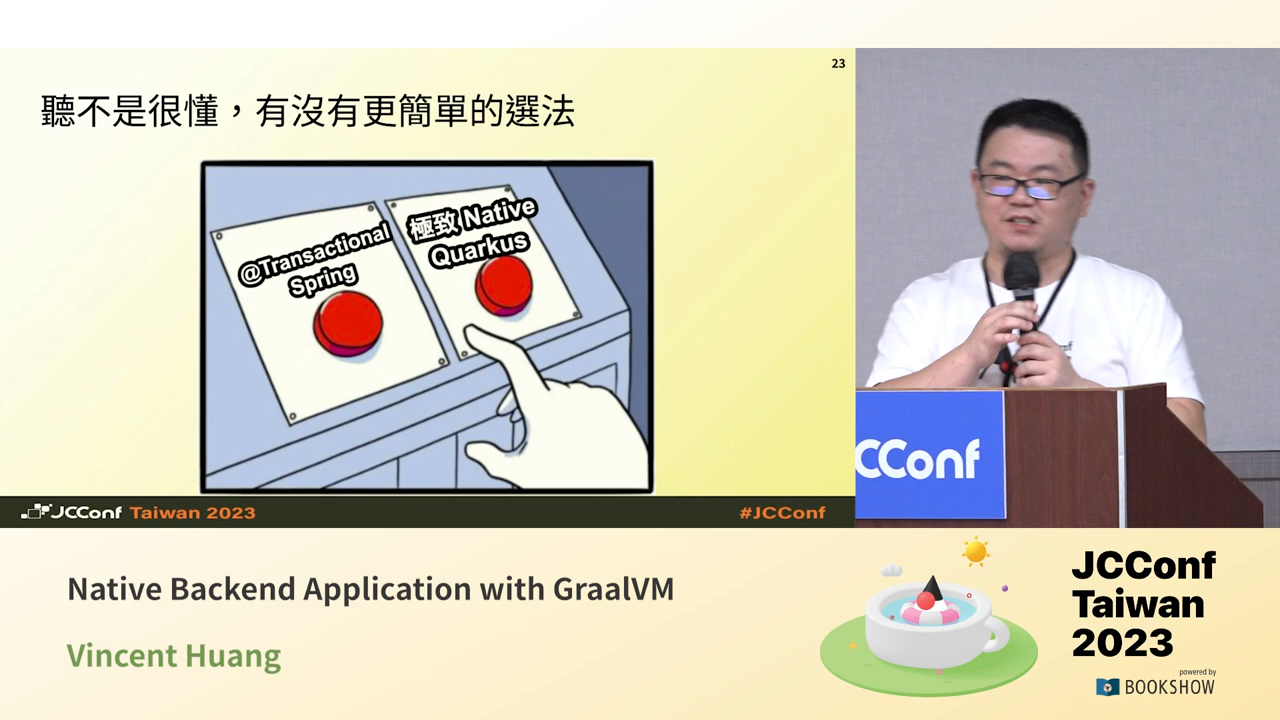 23
聽不是很懂，有沒有更簡單的選法
@Transactional
Spring
極致 Native
Quarkus
JCConf Taiwan 2023
#JCConf
CConf
Native Backend Application with GraalVM
Vincent Huang
JCConf
Taiwan
2023
powered by
BOOKSHOW